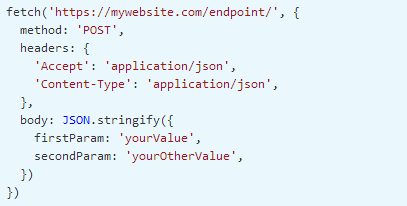 fetch('https://mywebsite.com/endpoint/', {
  method: 'POST',
  headers: {
    'Accept': 'application/json',
    'Content-Type': 'application/json',
  },
  body: JSON.stringify({
    firstParam: 'yourValue',
    secondParam: 'yourOtherValue',
  })
})